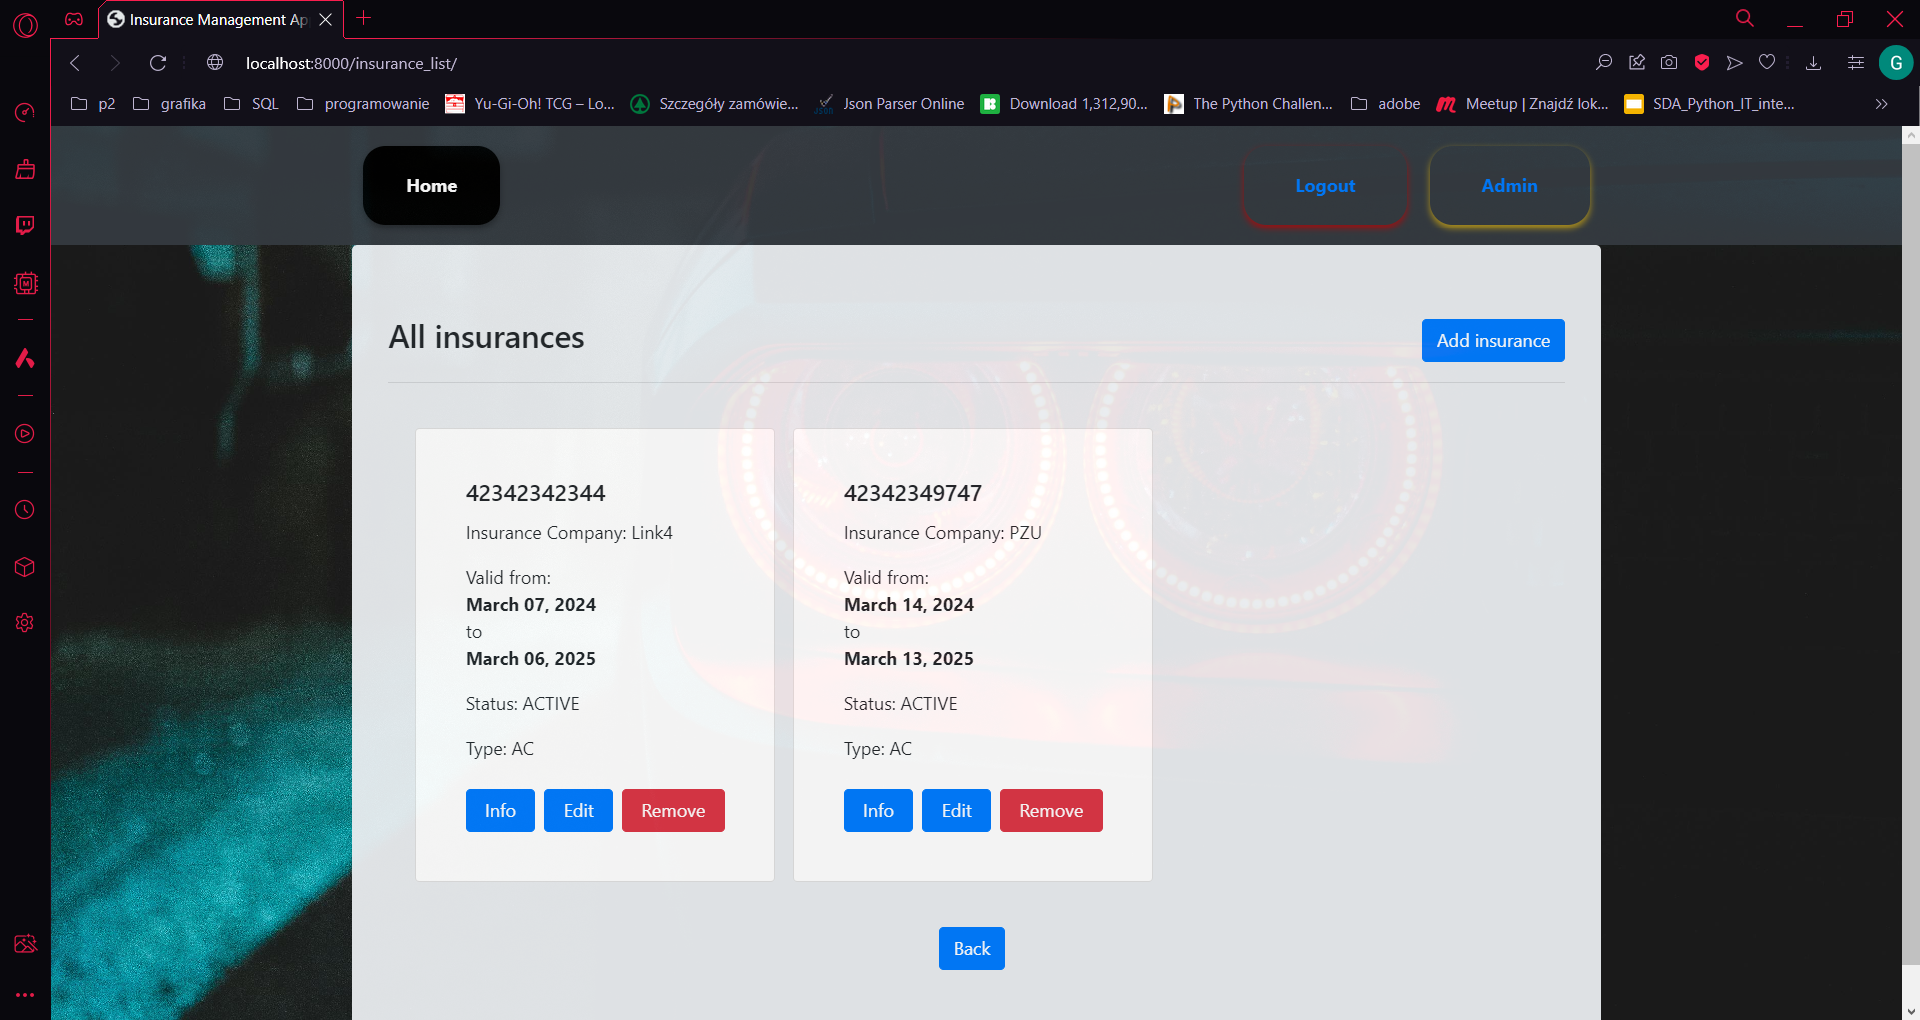 Insurance Management Ap
localhost:8000/insurance_list/
G
p2
grafika
SQL
programowanie
Yu-Gi-Oh! TCG – Lo...
Szczegóły zamówie...
Json Parser Online
Download 1,312,90...
The Python Challen...
adobe
Meetup | Znajdź lok...
SDA_Python_IT_inte...
Home
Logout
Admin
All insurances
Add insurance
42342342344
Insurance Company: Link4
Valid from:
March 07, 2024
to
March 06, 2025
Status: ACTIVE
Type: AC
Info
Edit
Remove
42342349747
Insurance Company: PZU
Valid from:
March 14, 2024
to
March 13, 2025
Status: ACTIVE
Type: AC
Info
Edit
Remove
Back